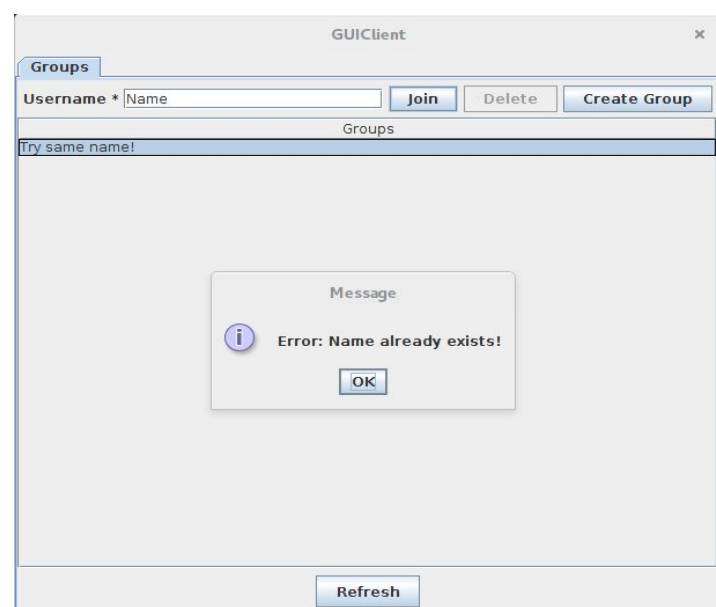 GUIClient
Groups
Username * Name Join Delete Create Group
Groups
Try same name!
Message
Error: Name already exists!
OK
Refresh